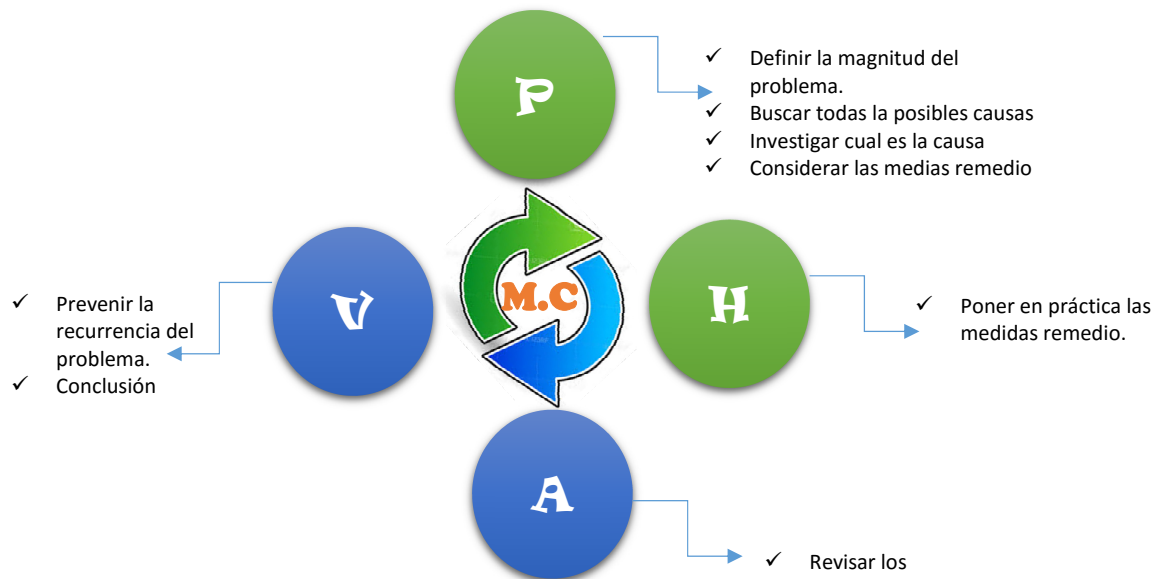 P
✓ Definir la magnitud del
problema.
✓ Buscar todas la posibles causas
✓ Investigar cual es la causa
✓ Considerar las medias remedio
V
M.C
H
✓ Prevenir la
recurrencia del
problema.
✓ Conclusión
✓ Poner en práctica las
medidas remedio.
A
✓ Revisar los